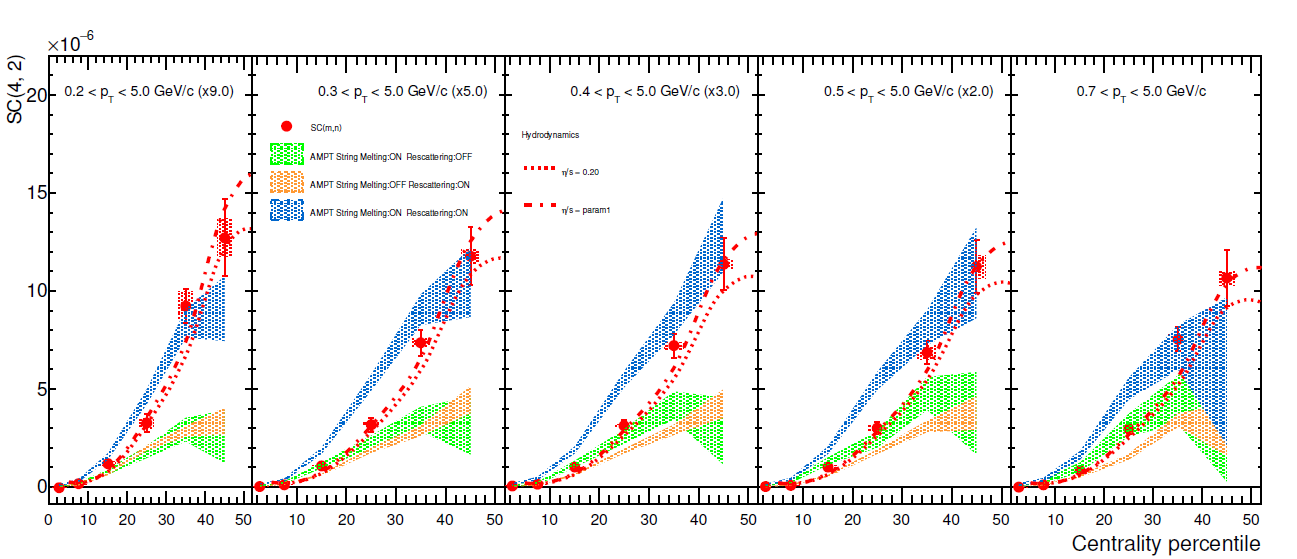 ×10⁻⁶
SC(4, 2)
0.2 < p_T < 5.0 GeV/c (x9.0)
0.3 < p_T < 5.0 GeV/c (x5.0)
0.4 < p_T < 5.0 GeV/c (x3.0)
0.5 < p_T < 5.0 GeV/c (x2.0)
0.7 < p_T < 5.0 GeV/c
SC(m,n)
AMPT String Melting:ON Rescattering:OFF
AMPT String Melting:OFF Rescattering:ON
AMPT String Melting:ON Rescattering:ON
Hydrodynamics
η/s = 0.20
η/s = param1
20
15
10
5
0
0 10 20 30 40 50 10 20 30 40 50 10 20 30 40 50 10 20 30 40 50 10 20 30 40 50
Centrality percentile